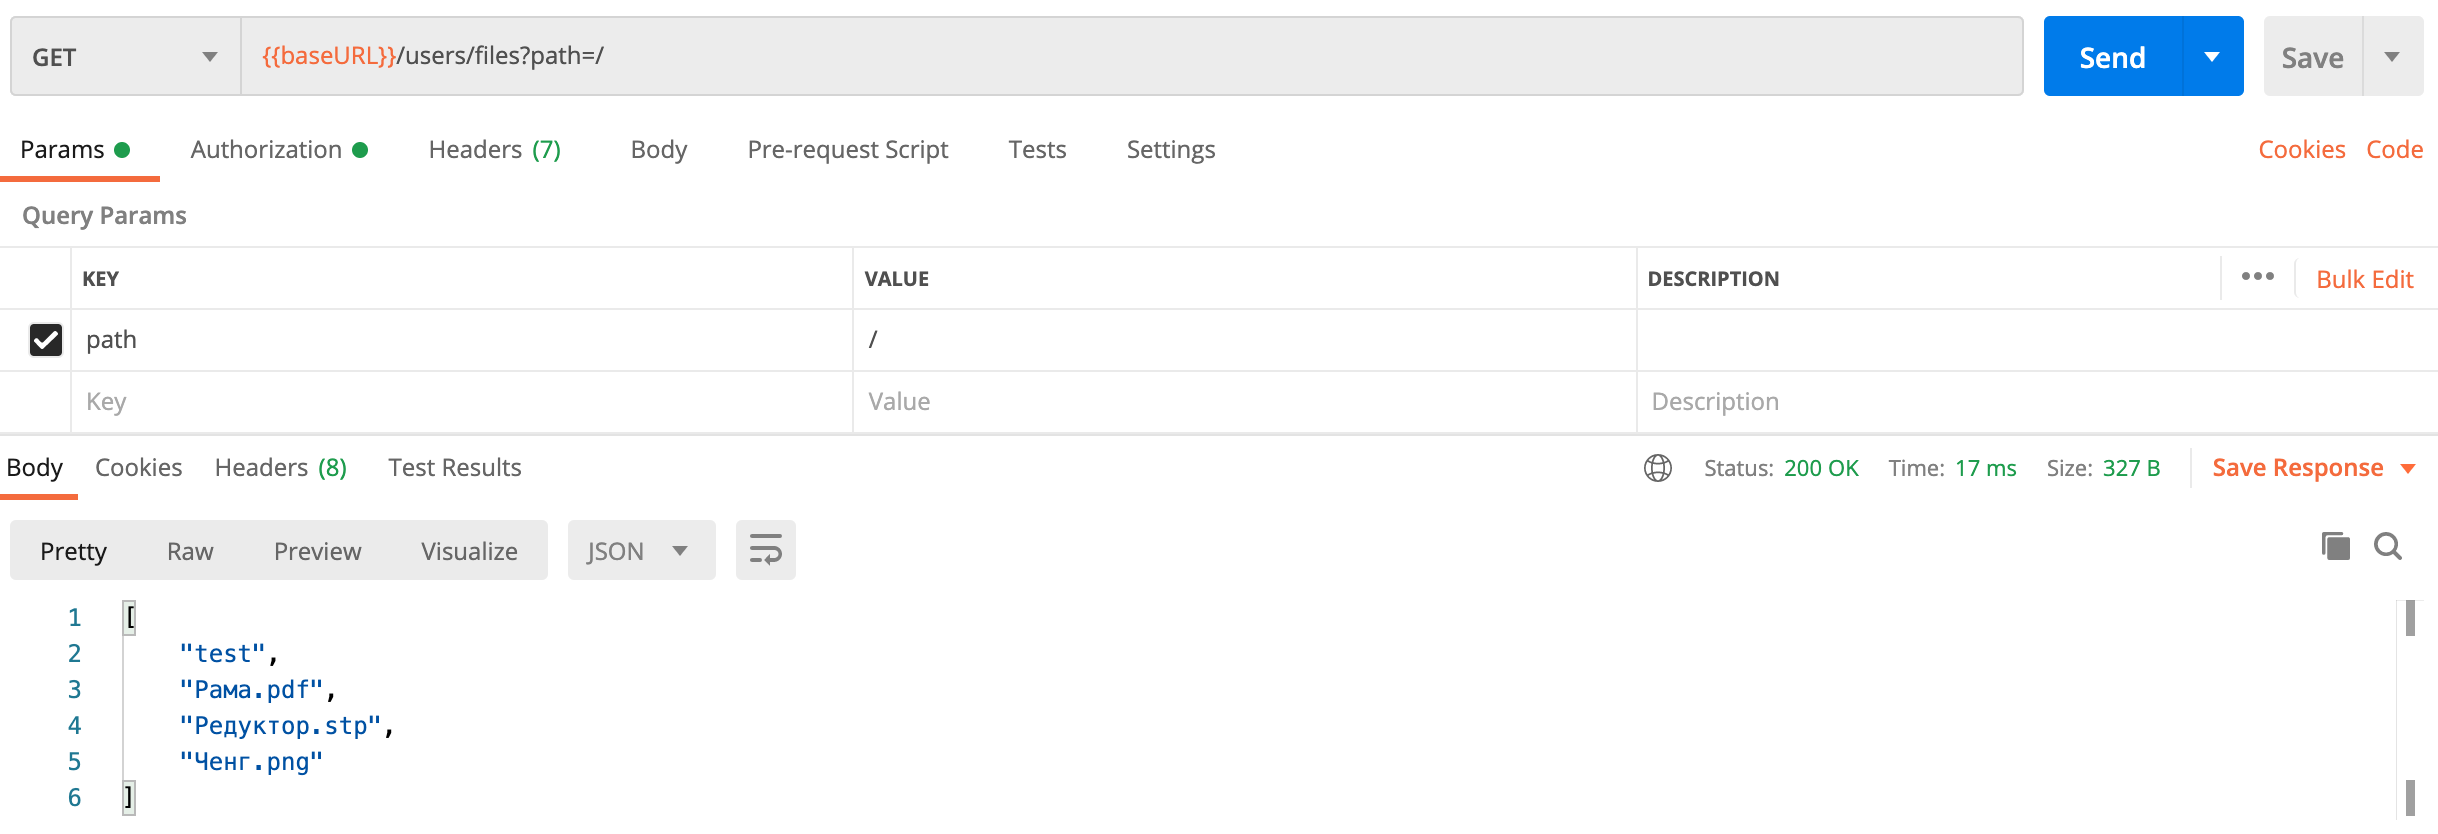 GET {{baseURL}}/users/files?path=/ Send Save
Params Authorization Headers (7) Body Pre-request Script Tests Settings Cookies Code
Query Params
KEY VALUE DESCRIPTION ••• Bulk Edit
path /
Key Value Description
Body Cookies Headers (8) Test Results Status: 200 OK Time: 17 ms Size: 327 B Save Response
Pretty Raw Preview Visualize JSON
1 [
2 "test",
3 "Рама.pdf",
4 "Редуктор.stp",
5 "Ченг.png"
6 ]